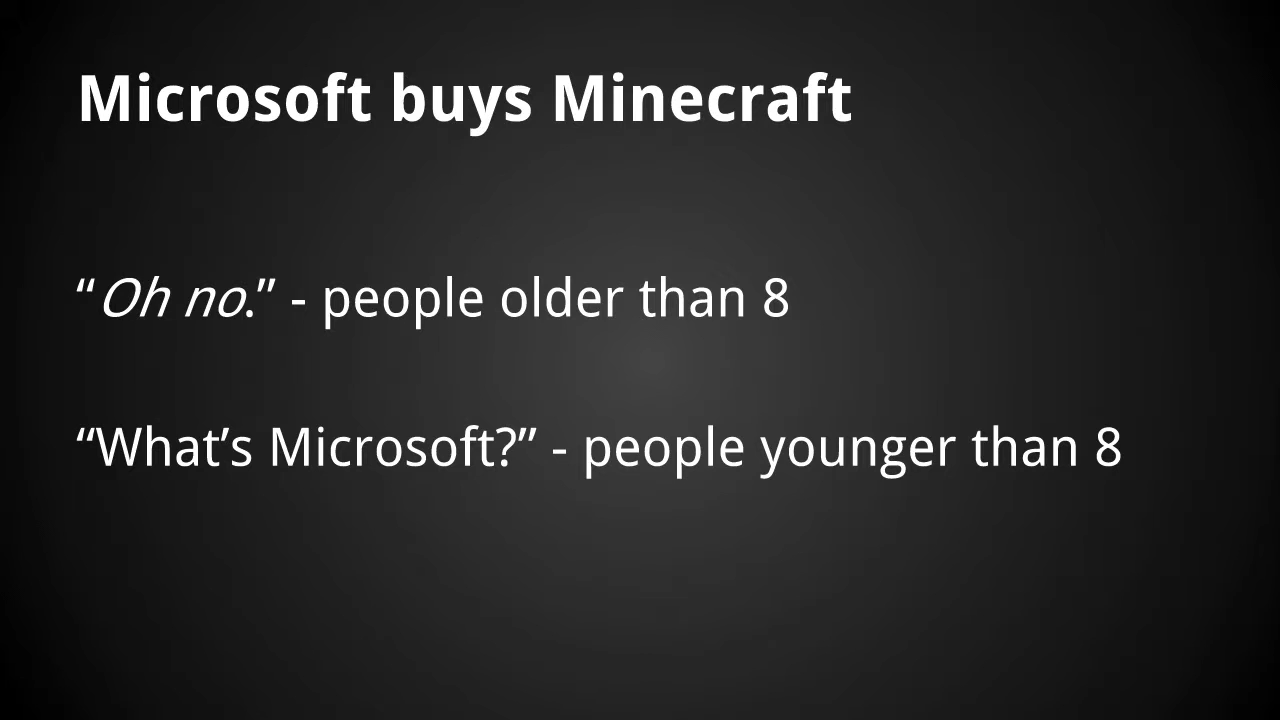 Microsoft buys Minecraft
“Oh no.” - people older than 8
“What’s Microsoft?” - people younger than 8